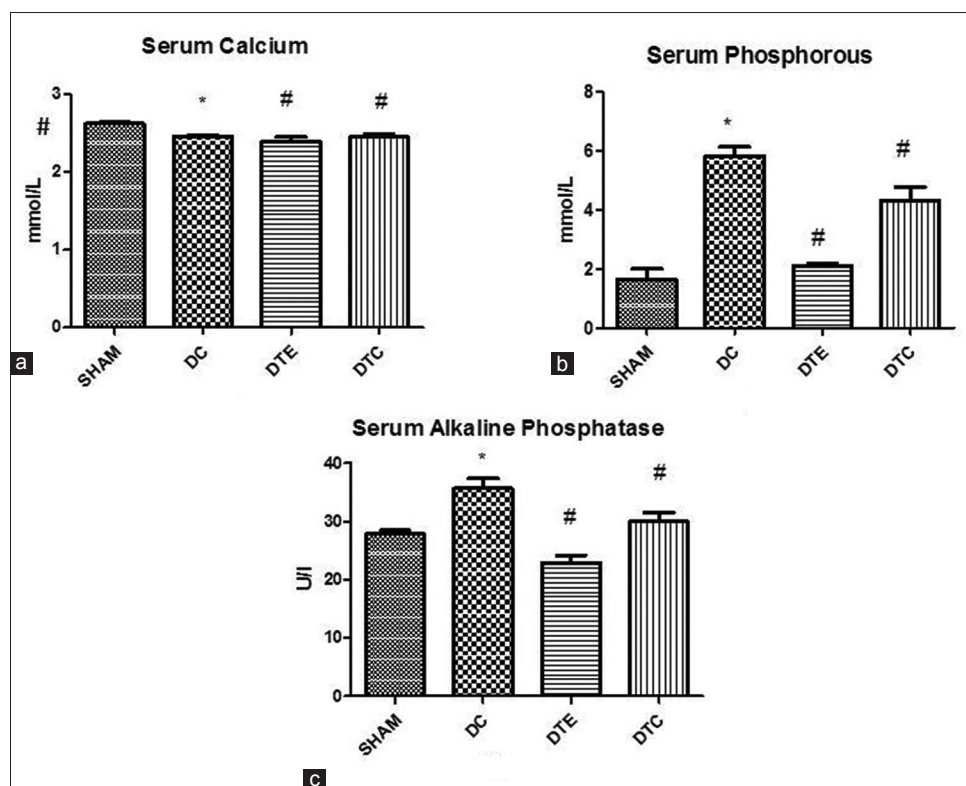 Serum Calcium
*
#
#
3
2
1
0
#
mmol/L
SHAM
DC
DTE
DTC
a
Serum Phosphorous
*
#
#
8
6
4
2
0
mmol/L
SHAM
DC
DTE
DTC
b
Serum Alkaline Phosphatase
*
#
#
40
30
20
10
0
U/l
SHAM
DC
DTE
DTC
c